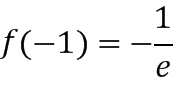 f(−1) = −1/e